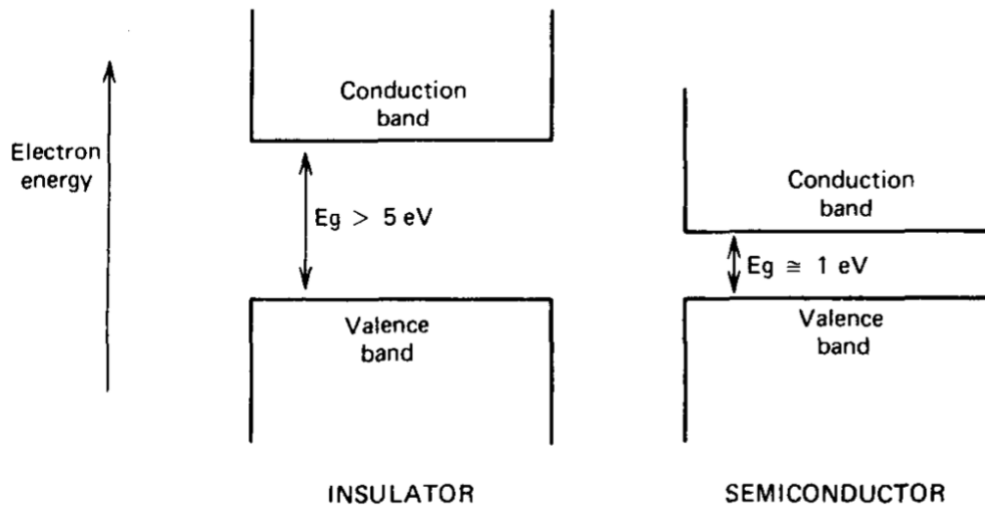 Electron
energy
Conduction
band
Eg > 5 eV
Valence
band
INSULATOR
Conduction
band
Eg ≅ 1 eV
Valence
band
SEMICONDUCTOR